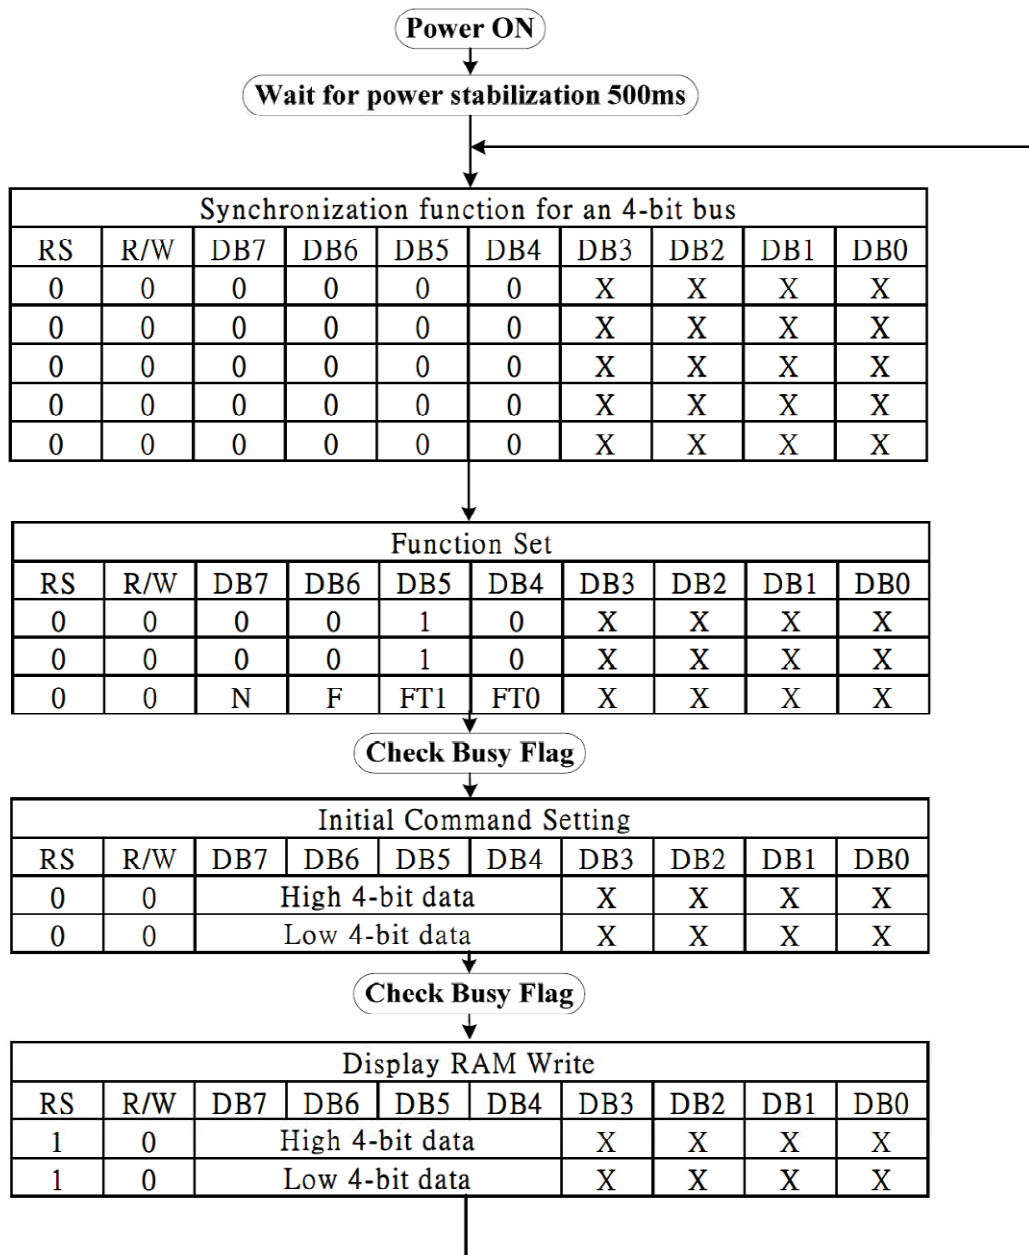 Power ON
Wait for power stabilization 500ms
Synchronization function for an 4-bit bus
RS R/W DB7 DB6 DB5 DB4 DB3 DB2 DB1 DB0
0 0 0 0 0 0 X X X X
0 0 0 0 0 0 X X X X
0 0 0 0 0 0 X X X X
0 0 0 0 0 0 X X X X
0 0 0 0 0 0 X X X X
Function Set
RS R/W DB7 DB6 DB5 DB4 DB3 DB2 DB1 DB0
0 0 0 0 1 0 X X X X
0 0 0 0 1 0 X X X X
0 0 N F FT1 FT0 X X X X
Check Busy Flag
Initial Command Setting
RS R/W DB7 DB6 DB5 DB4 DB3 DB2 DB1 DB0
0 0 High 4-bit data X X X X
0 0 Low 4-bit data X X X X
Check Busy Flag
Display RAM Write
RS R/W DB7 DB6 DB5 DB4 DB3 DB2 DB1 DB0
1 0 High 4-bit data X X X X
1 0 Low 4-bit data X X X X